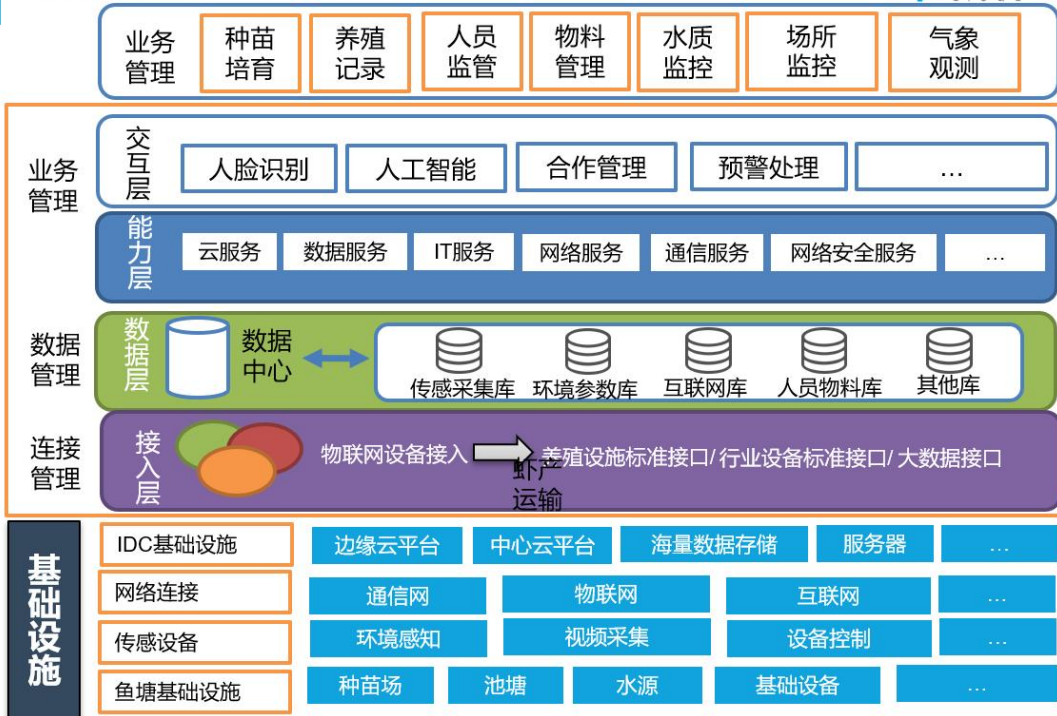 业务管理
种苗培育
养殖记录
人员监管
物料管理
水质监控
场所监控
气象观测
业务管理
交互层
人脸识别
人工智能
合作管理
预警处理
…
能力层
云服务
数据服务
IT服务
网络服务
通信服务
网络安全服务
…
数据管理
数据层
数据中心
传感采集库
环境参数库
互联网库
人员物料库
其他库
连接管理
接入层
物联网设备接入
养殖设施标准接口/ 行业设备标准接口/ 大数据接口
虾产
运输
基础设施
IDC基础设施
边缘云平台
中心云平台
海量数据存储
服务器
…
网络连接
通信网
物联网
互联网
…
传感设备
环境感知
视频采集
设备控制
…
鱼塘基础设施
种苗场
池塘
水源
基础设备
…